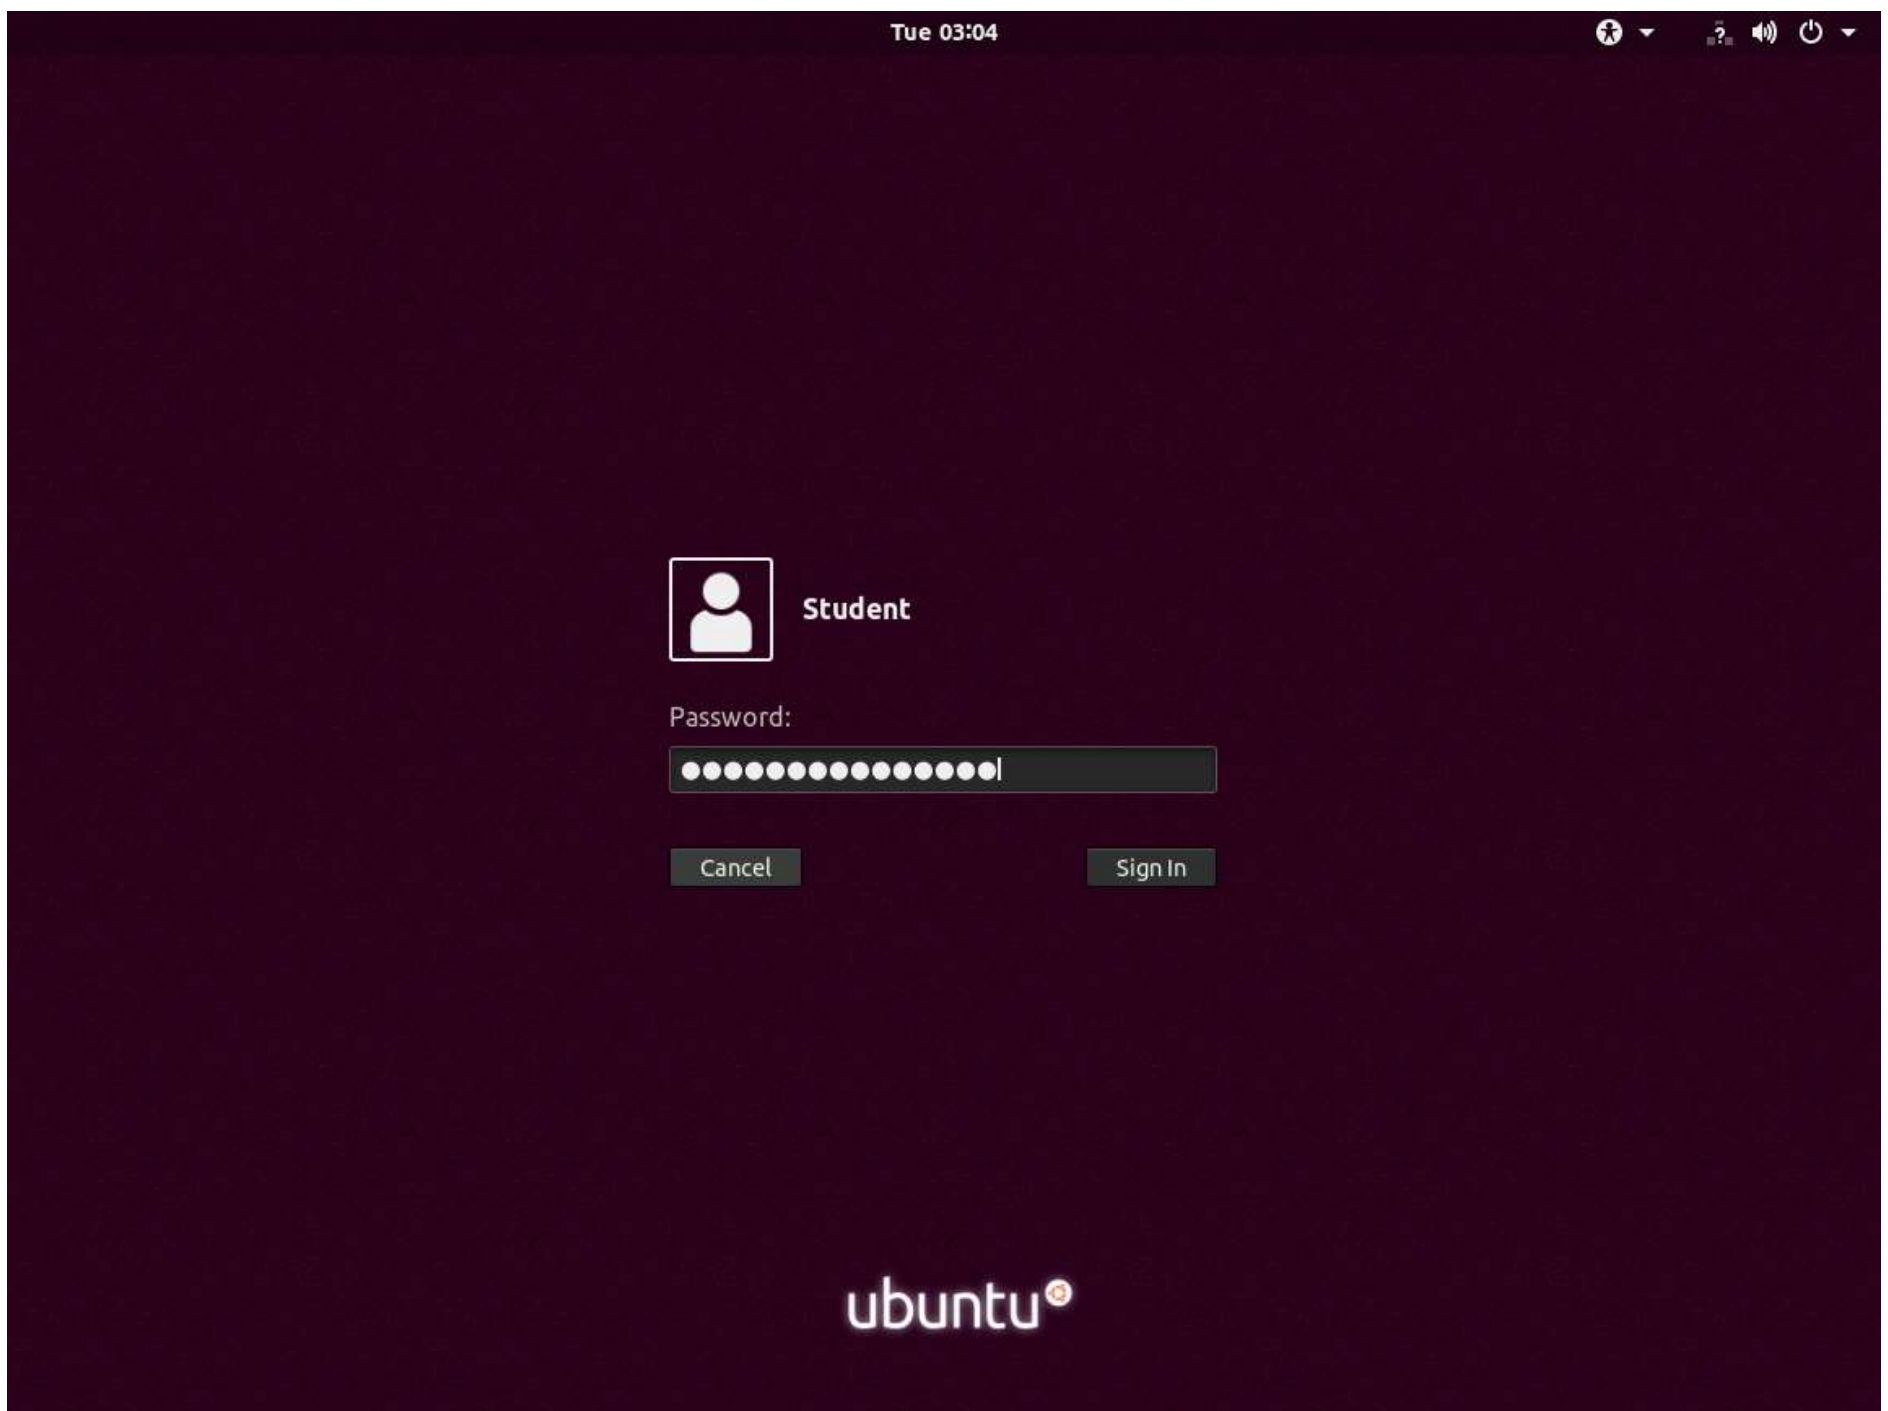 Tue 03:04
?
Student
Password:
●●●●●●●●●●●●●●●
Cancel
Sign In
ubuntu